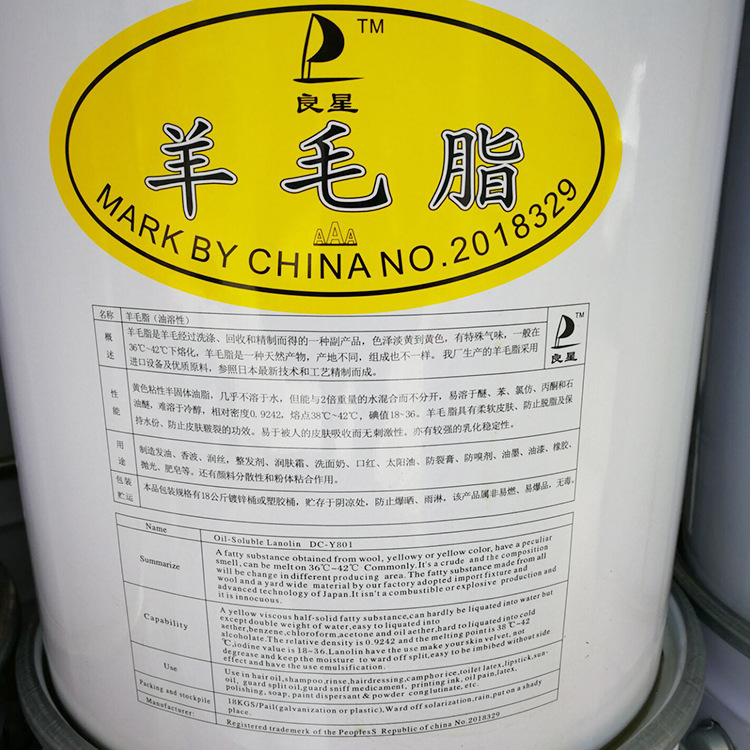 TM
良星
羊毛脂
AAA
MARK BY CHINA NO.2018329
名称 羊毛脂（油溶性）
概述 羊毛脂是羊毛经过洗涤、回收和精制而得的一种副产品，色泽淡黄到黄色，有特殊气味，一般在
36℃~42℃下熔化，羊毛脂是一种天然产物，产地不同，组成也不一样。我厂生产的羊毛脂采用
进口设备及优质原料，参照日本最新技术和工艺精制而成。
TM
良星
性能 黄色粘性半固体油脂，几乎不溶于水，但能与2倍重量的水混合而不分开，易溶于醚、苯、氯仿、丙酮和石
油醚，难溶于冷醇，相对密度0.9242，熔点38℃~42℃，碘值18~36。羊毛脂具有柔软皮肤、防止脱脂及保
持水份、防止皮肤皲裂的功效。易于被人的皮肤吸收而无刺激性，亦有较强的乳化稳定性。
用途 制造发油、香波、润丝，整发剂、润肤霜、洗面奶、口红、太阳油、防裂膏、防嗅剂、油墨、油漆、橡胶、
抛光、肥皂等。还有颜料分散性和粉体粘合作用。
包装贮运 本品包装规格有18公斤镀锌桶或塑胶桶，贮存于阴凉处，防止爆晒、雨淋，该产品属非易燃、易爆品，无毒。
Name Oil-Soluble Lanolin DC-Y801
Summarize A fatty substance obtained from wool, yellowy or yellow color, have a peculiar
smell, can be melt on 36℃-42℃ Commonly.It's a crude and the composition
will be change in different producing area. The fatty substance made from all
wool and a yard wide material by our factory adopted import fixture and
advanced technology of Japan.It isn't a combustible or explosive production and
it is innocuous.
Capability A yellow viscous half-solid fatty substance,can hardly be liquated into water but
except double weight of water,easy to liquated into
aether,benzene,chloroform,acetone and oil aether,hard to liquated into cold
alcoholate.The relative density is 0.9242 and the melting point is 38℃-42
℃,iodine value is 18-36.Lanolin have the use make your skin velvet, not
degrease and keep the moisture to ward off split,easy to be imbibed without side
effect and have the use emulsification.
Use Use in hair oil,shampoo,rinse,hairdressing,camphor ice,toilet latex,lipstick,sun-
oil, guard split oil,guard sniff medicament, printing ink, oil pain,latex,
polishing, soap, paint dispersant & powder conglutinate, etc.
Packing and stockpile 18KGS/Pail(galvanization or plastic),Ward off solarization,rain,put on a shady
place.
Manufacturer: Registered trademerk of the PeoplesS Republic of china No.2018329